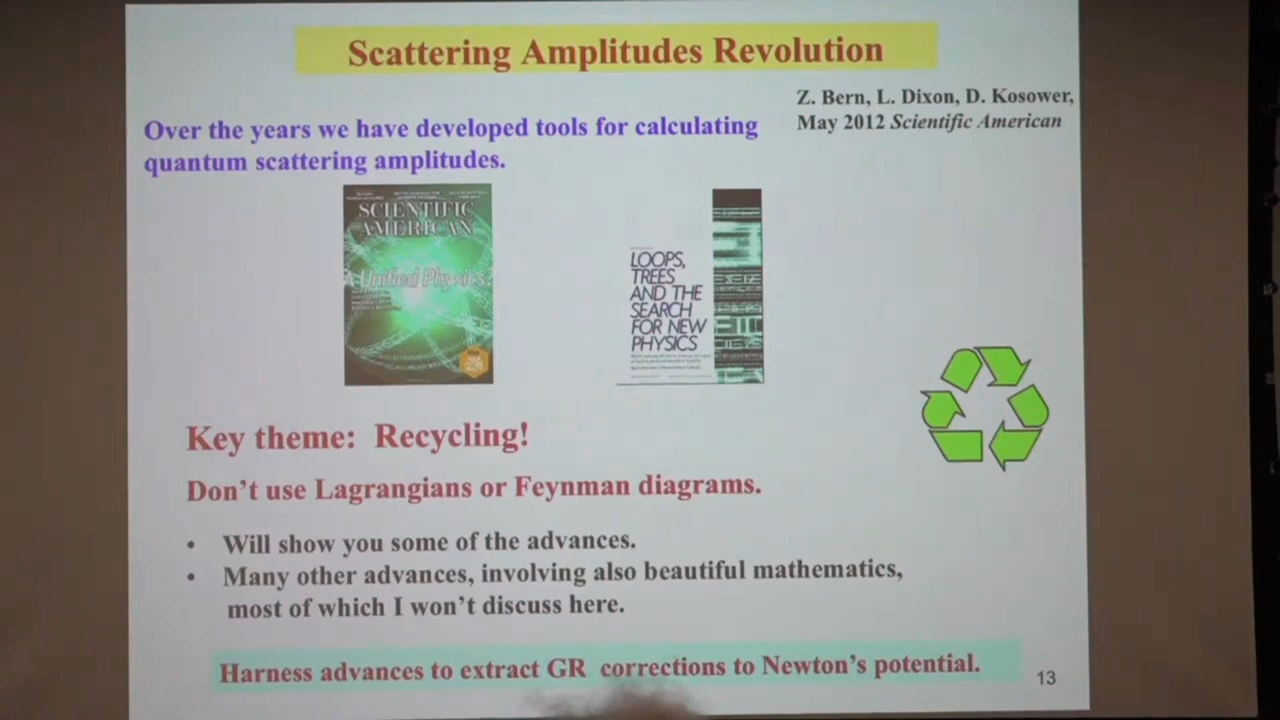 Scattering Amplitudes Revolution
Z. Bern, L. Dixon, D. Kosower,
May 2012 Scientific American
Over the years we have developed tools for calculating
quantum scattering amplitudes.
SCIENTIFIC
AMERICAN
A Unified Physics
LOOPS,
TREES
AND THE
SEARCH
FOR NEW
PHYSICS
Key theme: Recycling!
Don't use Lagrangians or Feynman diagrams.
• Will show you some of the advances.
• Many other advances, involving also beautiful mathematics,
most of which I won't discuss here.
Harness advances to extract GR corrections to Newton's potential.
13